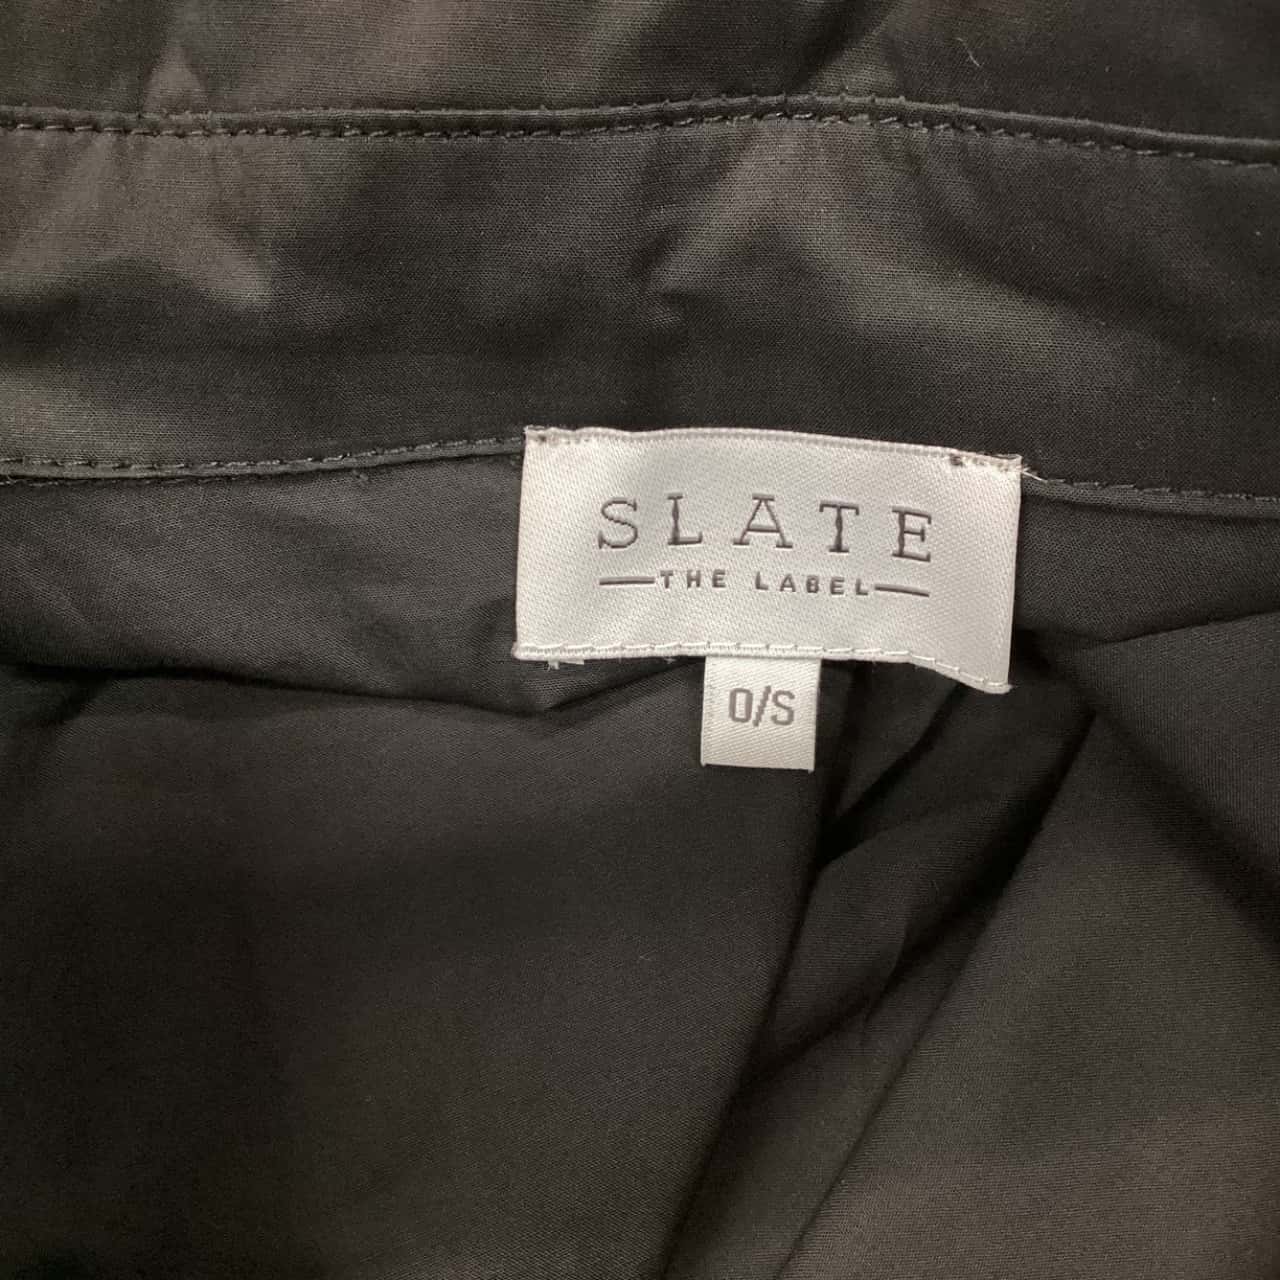 SLATE
THE LABEL
O/S